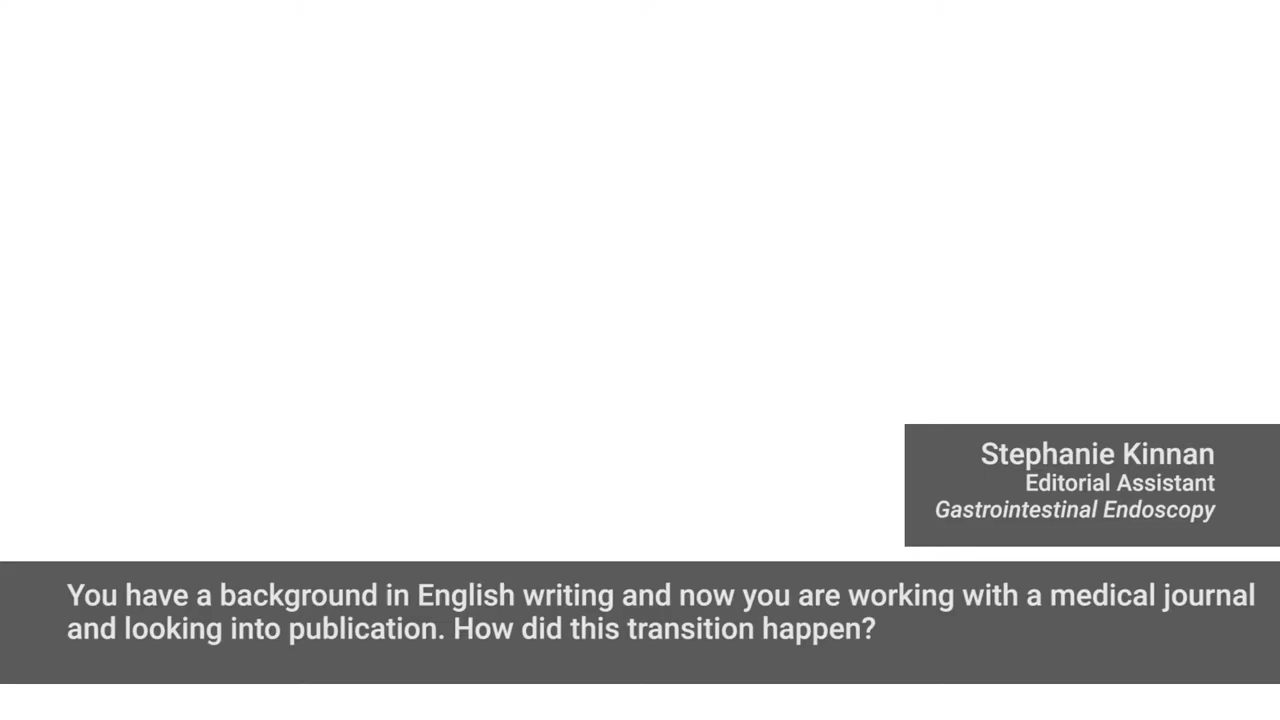 Stephanie Kinnan
Editorial Assistant
Gastrointestinal Endoscopy
You have a background in English writing and now you are working with a medical journal
and looking into publication. How did this transition happen?